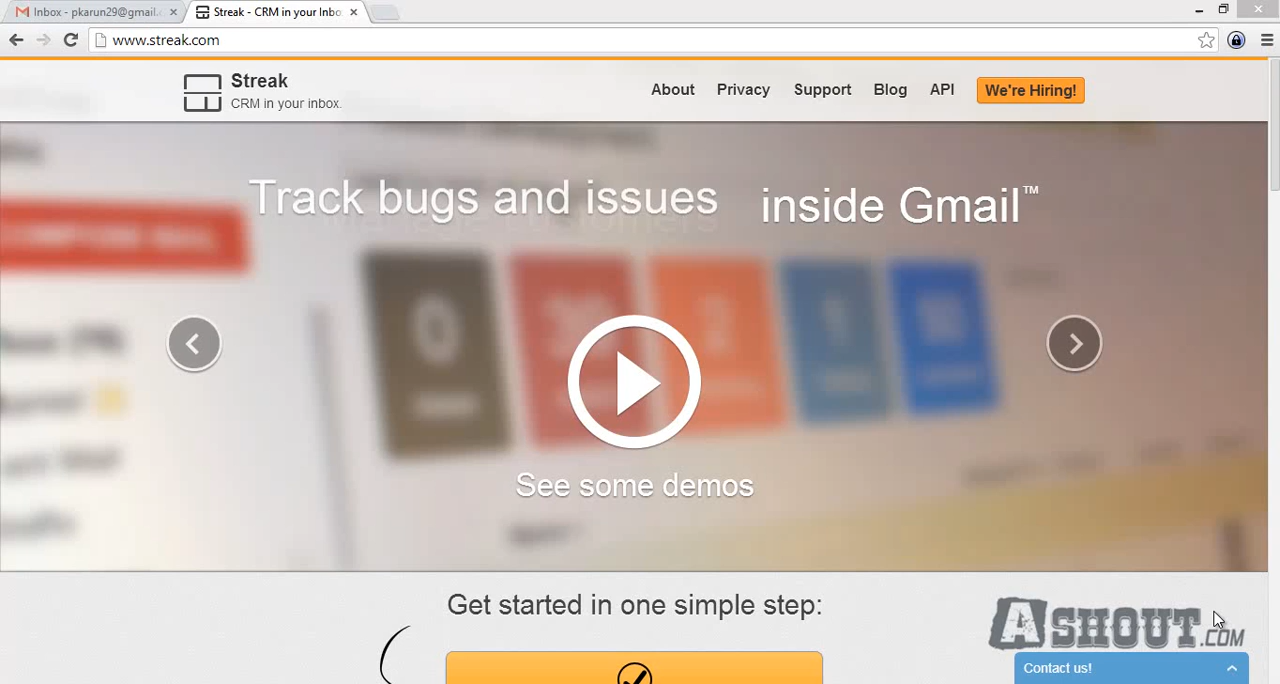 Inbox - pkarun29@gmail.
Streak - CRM in your Inbo
www.streak.com
Streak
CRM in your inbox.
About
Privacy
Support
Blog
API
We're Hiring!
Track bugs and issues
inside Gmail™
See some demos
Get started in one simple step:
ASHOUT.COM
Contact us!